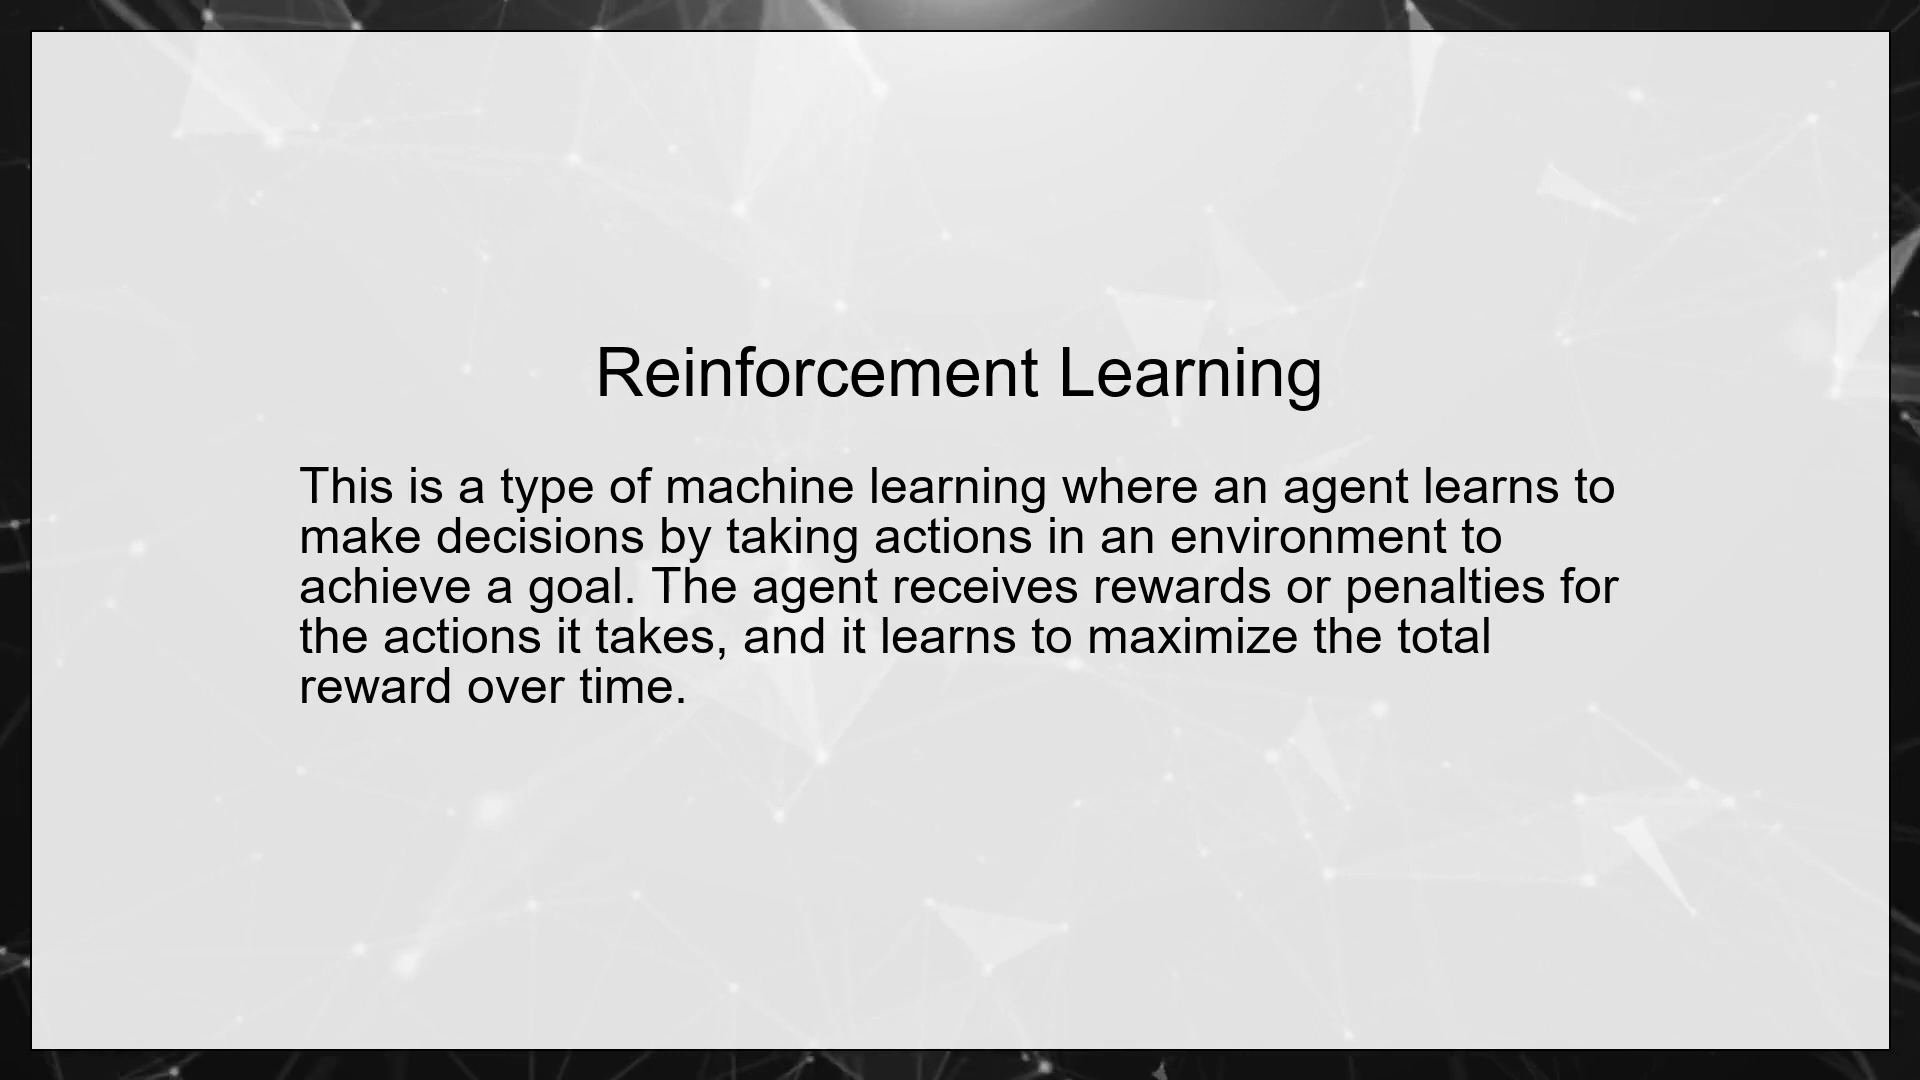 Reinforcement Learning
This is a type of machine learning where an agent learns to
make decisions by taking actions in an environment to
achieve a goal. The agent receives rewards or penalties for
the actions it takes, and it learns to maximize the total
reward over time.